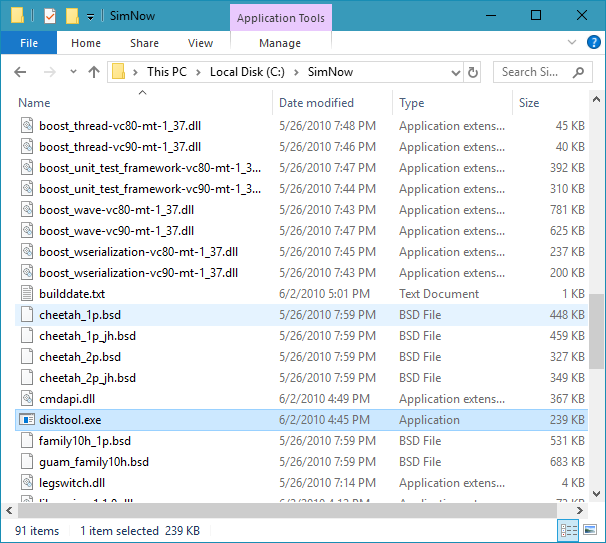 SimNow Application Tools
File Home Share View Manage
This PC Local Disk (C:) SimNow Search Si...
Name Date modified Type Size
boost_thread-vc80-mt-1_37.dll 5/26/2010 7:48 PM Application extens... 45 KB
boost_thread-vc90-mt-1_37.dll 5/26/2010 7:46 PM Application extens... 40 KB
boost_unit_test_framework-vc80-mt-1_3... 5/26/2010 7:47 PM Application extens... 392 KB
boost_unit_test_framework-vc90-mt-1_3... 5/26/2010 7:44 PM Application extens... 310 KB
boost_wave-vc80-mt-1_37.dll 5/26/2010 7:43 PM Application extens... 781 KB
boost_wave-vc90-mt-1_37.dll 5/26/2010 7:47 PM Application extens... 625 KB
boost_wserialization-vc80-mt-1_37.dll 5/26/2010 7:45 PM Application extens... 237 KB
boost_wserialization-vc90-mt-1_37.dll 5/26/2010 7:43 PM Application extens... 200 KB
builddate.txt 6/2/2010 5:01 PM Text Document 1 KB
cheetah_1p.bsd 5/26/2010 7:59 PM BSD File 448 KB
cheetah_1p_jh.bsd 5/26/2010 7:59 PM BSD File 459 KB
cheetah_2p.bsd 5/26/2010 7:59 PM BSD File 327 KB
cheetah_2p_jh.bsd 5/26/2010 7:59 PM BSD File 349 KB
cmdapi.dll 6/2/2010 4:49 PM Application extens... 367 KB
disktool.exe 6/2/2010 4:45 PM Application 239 KB
family10h_1p.bsd 5/26/2010 7:59 PM BSD File 531 KB
guam_family10h.bsd 5/26/2010 7:59 PM BSD File 683 KB
legswitch.dll 5/26/2010 7:14 PM Application extens... 4 KB
91 items 1 item selected 239 KB